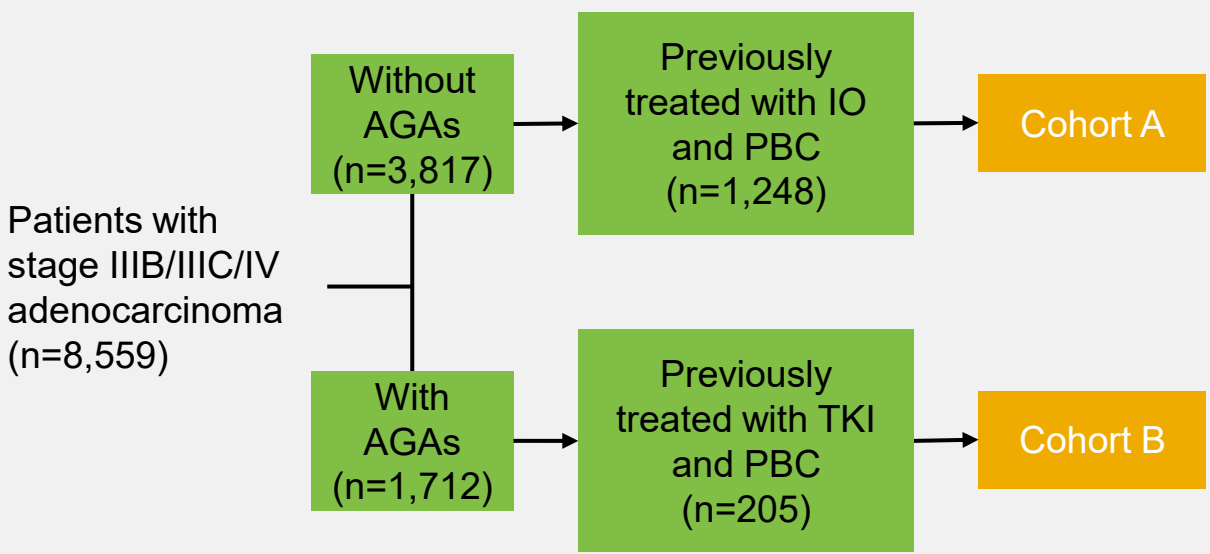 Patients with
stage IIIB/IIIC/IV
adenocarcinoma
(n=8,559)
Without
AGAs
(n=3,817)
Previously
treated with IO
and PBC
(n=1,248)
Cohort A
With
AGAs
(n=1,712)
Previously
treated with TKI
and PBC
(n=205)
Cohort B